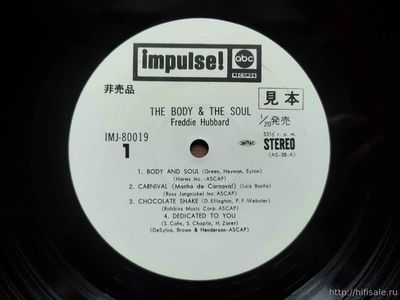 impulse!
abc
RECORDS
非売品
見本
THE BODY & THE SOUL
Freddie Hubbard
1/20発売
IMJ-80019
33⅓ r.p.m.
1
STEREO
(AS-38-A)
1. BODY AND SOUL (Green, Heyman, Eyton)
(Harms Inc.-ASCAP)
2. CARNIVAL (Manha de Carnaval) (Luiz Bonfa)
(Ross Jungnickel Inc.-ASCAP)
3. CHOCOLATE SHAKE (D. Ellington, P. F. Webster)
(Robbins Music Corp. ASCAP)
4. DEDICATED TO YOU
(S. Cahn, S. Chaplin, H. Zaret)
(DeSylva, Brown & Henderson-ASCAP)
http://hifisale.ru